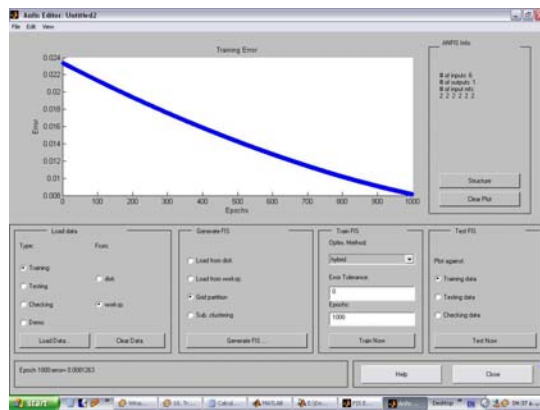 Anfis Editor: Untitled2
File Edit View
Training Error
0.024
0.022
0.02
0.018
0.016
0.014
0.012
0.01
0.008
Error
0 100 200 300 400 500 600 700 800 900 1000
Epochs
ANFIS Info.
# of inputs: 6
# of outputs: 1
# of input mfs:
2 2 2 2 2 2
Structure
Clear Plot
Load data
Type: From:
Training
Testing
Checking
Demo
disk
worksp.
Load Data... Clear Data
Generate FIS
Load from disk
Load from worksp.
Grid partition
Sub. clustering
Generate FIS ...
Train FIS
Optim. Method:
hybrid
Error Tolerance:
0
Epochs:
1000
Train Now
Test FIS
Plot against:
Training data
Testing data
Checking data
Test Now
Epoch 1000:error= 0.0081263
Help Close
start
MATLAB
Desktop